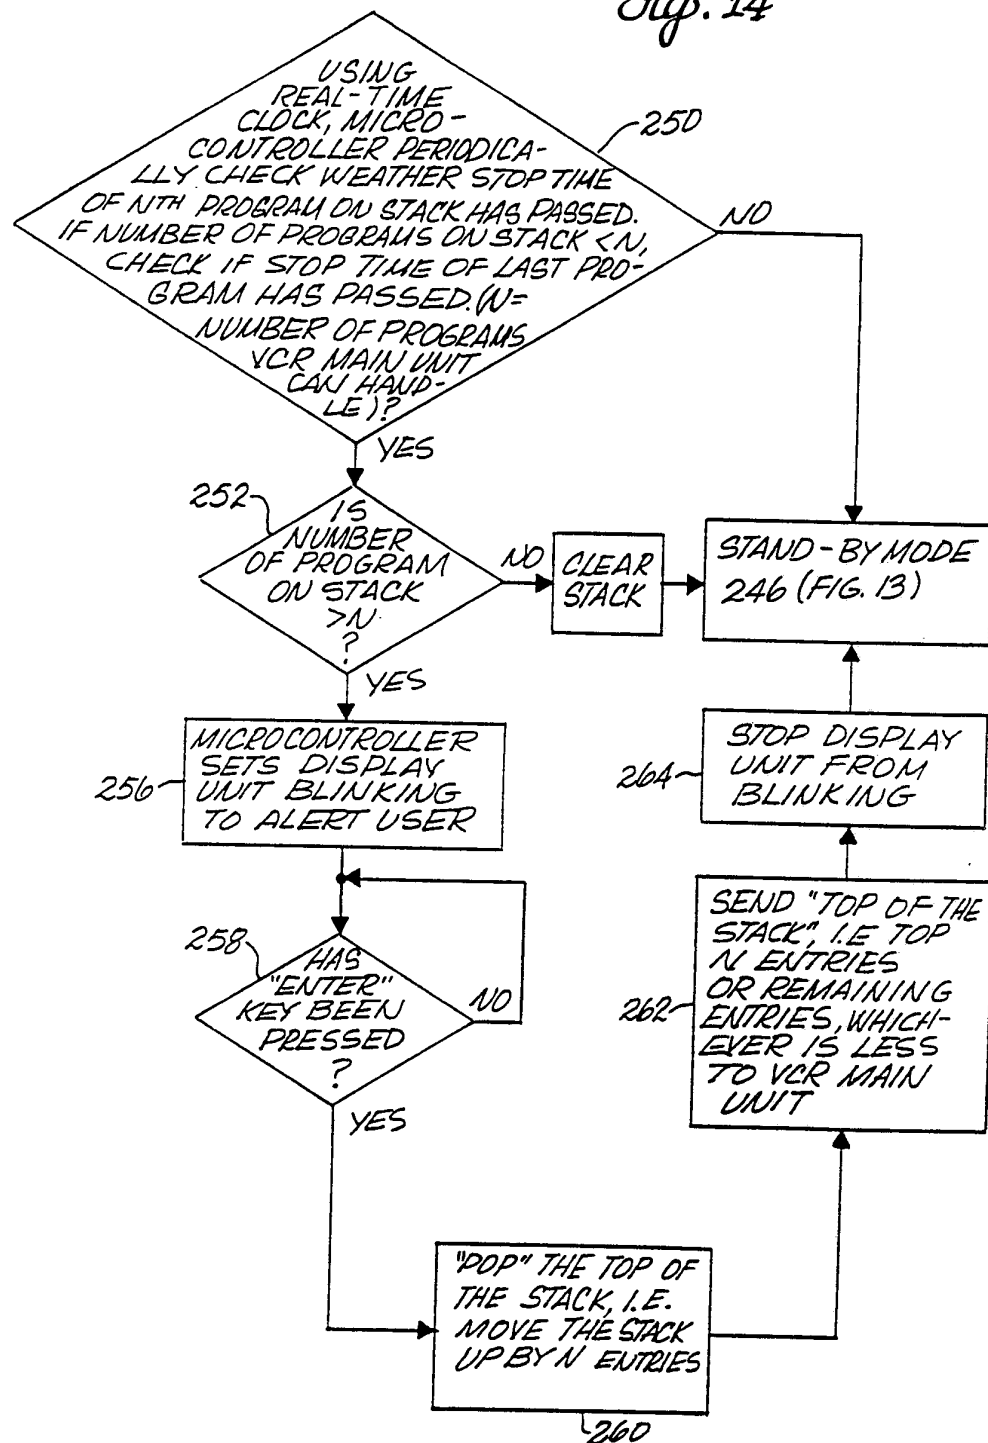 Fig. 14
USING
REAL-TIME
CLOCK, MICRO-
CONTROLLER PERIODICA-
LLY CHECK WEATHER STOP TIME
OF NTH PROGRAM ON STACK HAS PASSED.
IF NUMBER OF PROGRAMS ON STACK <N,
CHECK IF STOP TIME OF LAST PRO-
GRAM HAS PASSED.(N=
NUMBER OF PROGRAMS
VCR MAIN UNIT
CAN HAND-
LE)?
250
NO
YES
252
IS
NUMBER
OF PROGRAM
ON STACK
>N
?
NO
CLEAR
STACK
STAND-BY MODE
246 (FIG. 13)
YES
MICROCONTROLLER
SETS DISPLAY
UNIT BLINKING
TO ALERT USER
256
STOP DISPLAY
UNIT FROM
BLINKING
264
258
HAS
"ENTER"
KEY BEEN
PRESSED
?
NO
YES
SEND "TOP OF THE
STACK", I.E TOP
N ENTRIES
OR REMAINING
ENTRIES, WHICH-
EVER IS LESS
TO VCR MAIN
UNIT
262
"POP" THE TOP OF
THE STACK, I.E.
MOVE THE STACK
UP BY N ENTRIES
260